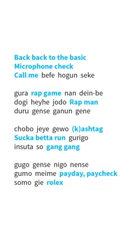 Back back to the basic
Microphone check
Call me befe hogun seke
gura rap game nan dein-be
dogi heyhe jodo Rap man
duru gense ganun gene
chobo jeye gowo (k)ashtag
Sucka betta run gurigo
insuta so gang gang
gugo gense nigo nense
gumo meime payday, paycheck
somo gie rolex